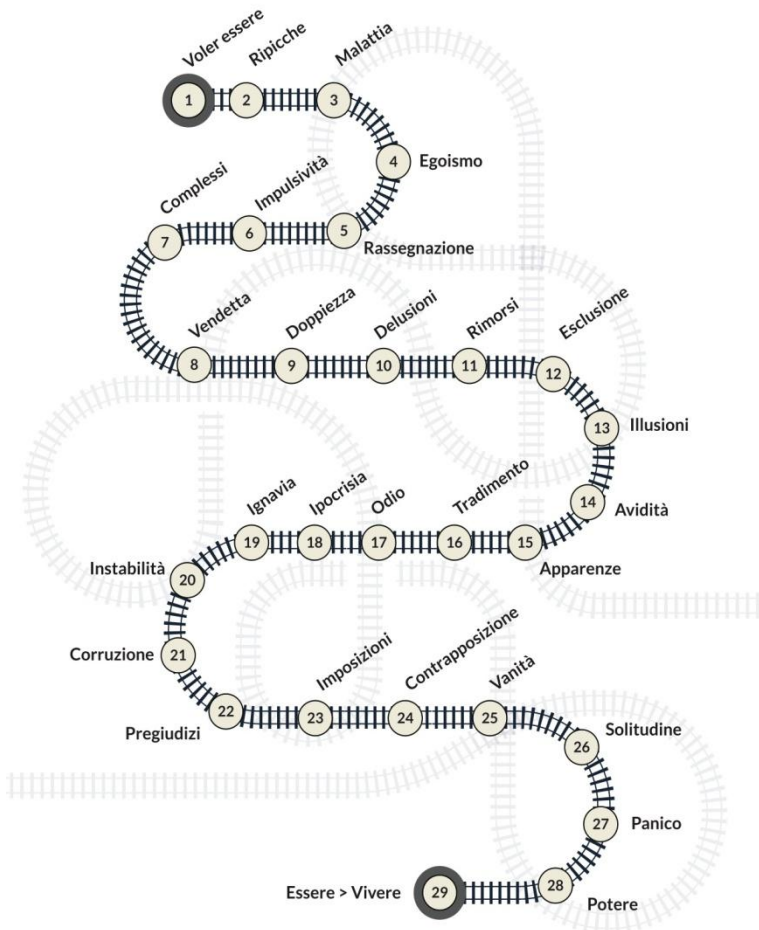 Voler essere
1
Ripicche
2
Malattia
3
Egoismo
4
Rassegnazione
5
Impulsività
6
Complessi
7
Vendetta
8
Doppiezza
9
Delusioni
10
Rimorsi
11
Esclusione
12
Illusioni
13
Avidità
14
Apparenze
15
Tradimento
16
Odio
17
Ipocrisia
18
Ignavia
19
Instabilità
20
Corruzione
21
Pregiudizi
22
Imposizioni
23
Contrapposizione
24
Vanità
25
Solitudine
26
Panico
27
Potere
28
Essere > Vivere
29